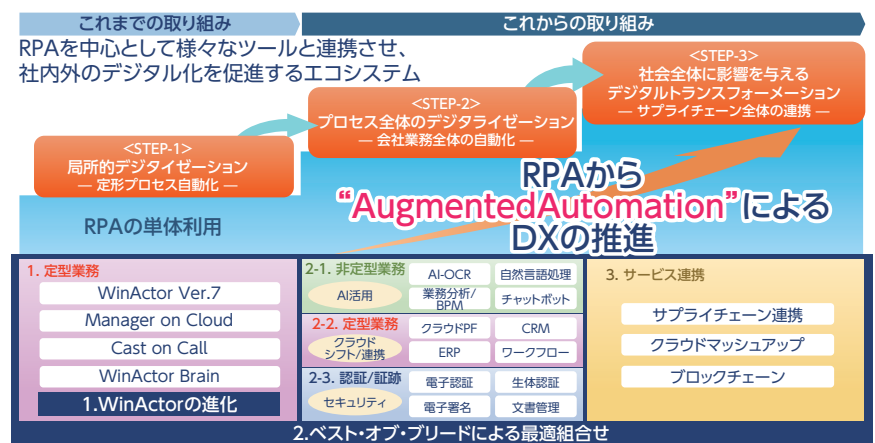 これまでの取り組み
これからの取り組み
RPAを中心として様々なツールと連携させ、
社内外のデジタル化を促進するエコシステム
<STEP-1>
局所的デジタイゼーション
― 定形プロセス自動化 ―
<STEP-2>
プロセス全体のデジタライゼーション
― 会社業務全体の自動化 ―
<STEP-3>
社会全体に影響を与える
デジタルトランスフォーメーション
― サプライチェーン全体の連携 ―
RPAの単体利用
RPAから
“AugmentedAutomation”による
DXの推進
1. 定型業務
WinActor Ver.7
Manager on Cloud
Cast on Call
WinActor Brain
1.WinActorの進化
2-1. 非定型業務
AI活用
AI-OCR
自然言語処理
業務分析/
BPM
チャットボット
2-2. 定型業務
クラウド
シフト/連携
クラウドPF
CRM
ERP
ワークフロー
2-3. 認証/証跡
セキュリティ
電子認証
生体認証
電子署名
文書管理
3. サービス連携
サプライチェーン連携
クラウドマッシュアップ
ブロックチェーン
2.ベスト・オブ・ブリードによる最適組合せ